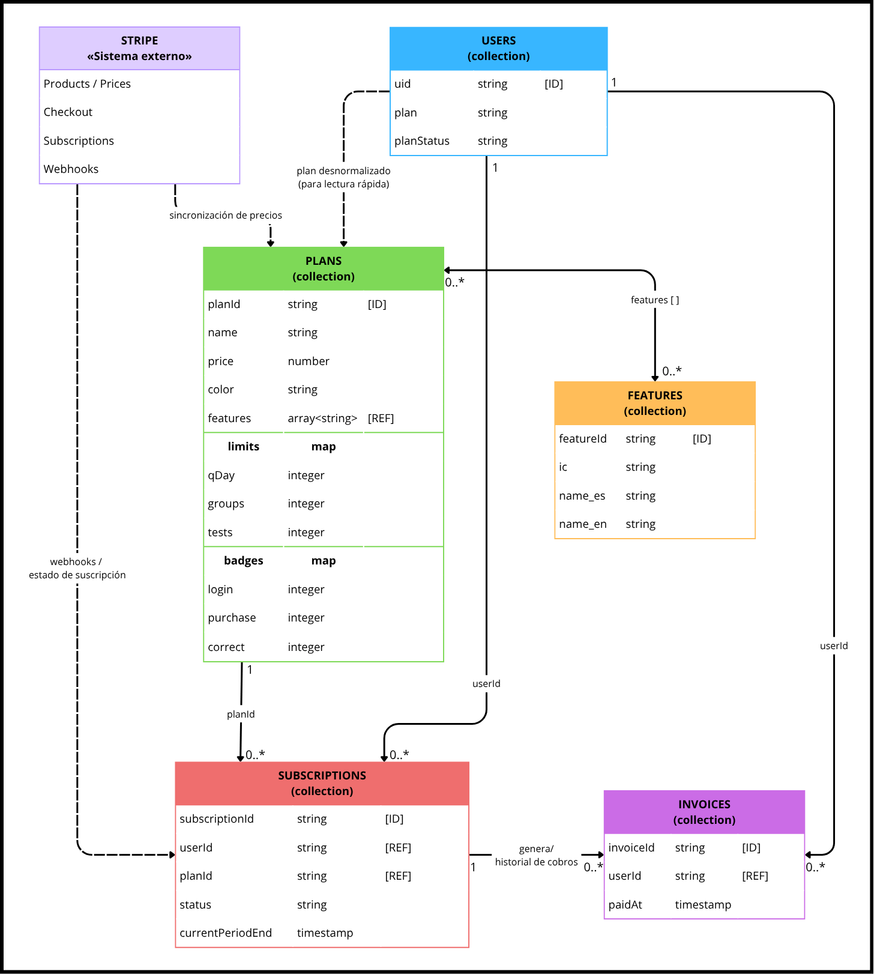 STRIPE
«Sistema externo»
Products / Prices
Checkout
Subscriptions
Webhooks
USERS
(collection)
uid string [ID]
plan string
planStatus string
1
1
plan desnormalizado
(para lectura rápida)
sincronización de precios
PLANS
(collection)
planId string [ID]
name string
price number
color string
features array<string> [REF]
limits map
qDay integer
groups integer
tests integer
badges map
login integer
purchase integer
correct integer
0..*
features [ ]
0..*
FEATURES
(collection)
featureId string [ID]
ic string
name_es string
name_en string
webhooks /
estado de suscripción
userId
userId
1
planId
0..*
0..*
SUBSCRIPTIONS
(collection)
subscriptionId string [ID]
userId string [REF]
planId string [REF]
status string
currentPeriodEnd timestamp
1
genera/
historial de cobros
0..*
INVOICES
(collection)
invoiceId string [ID]
userId string [REF]
paidAt timestamp
0..*